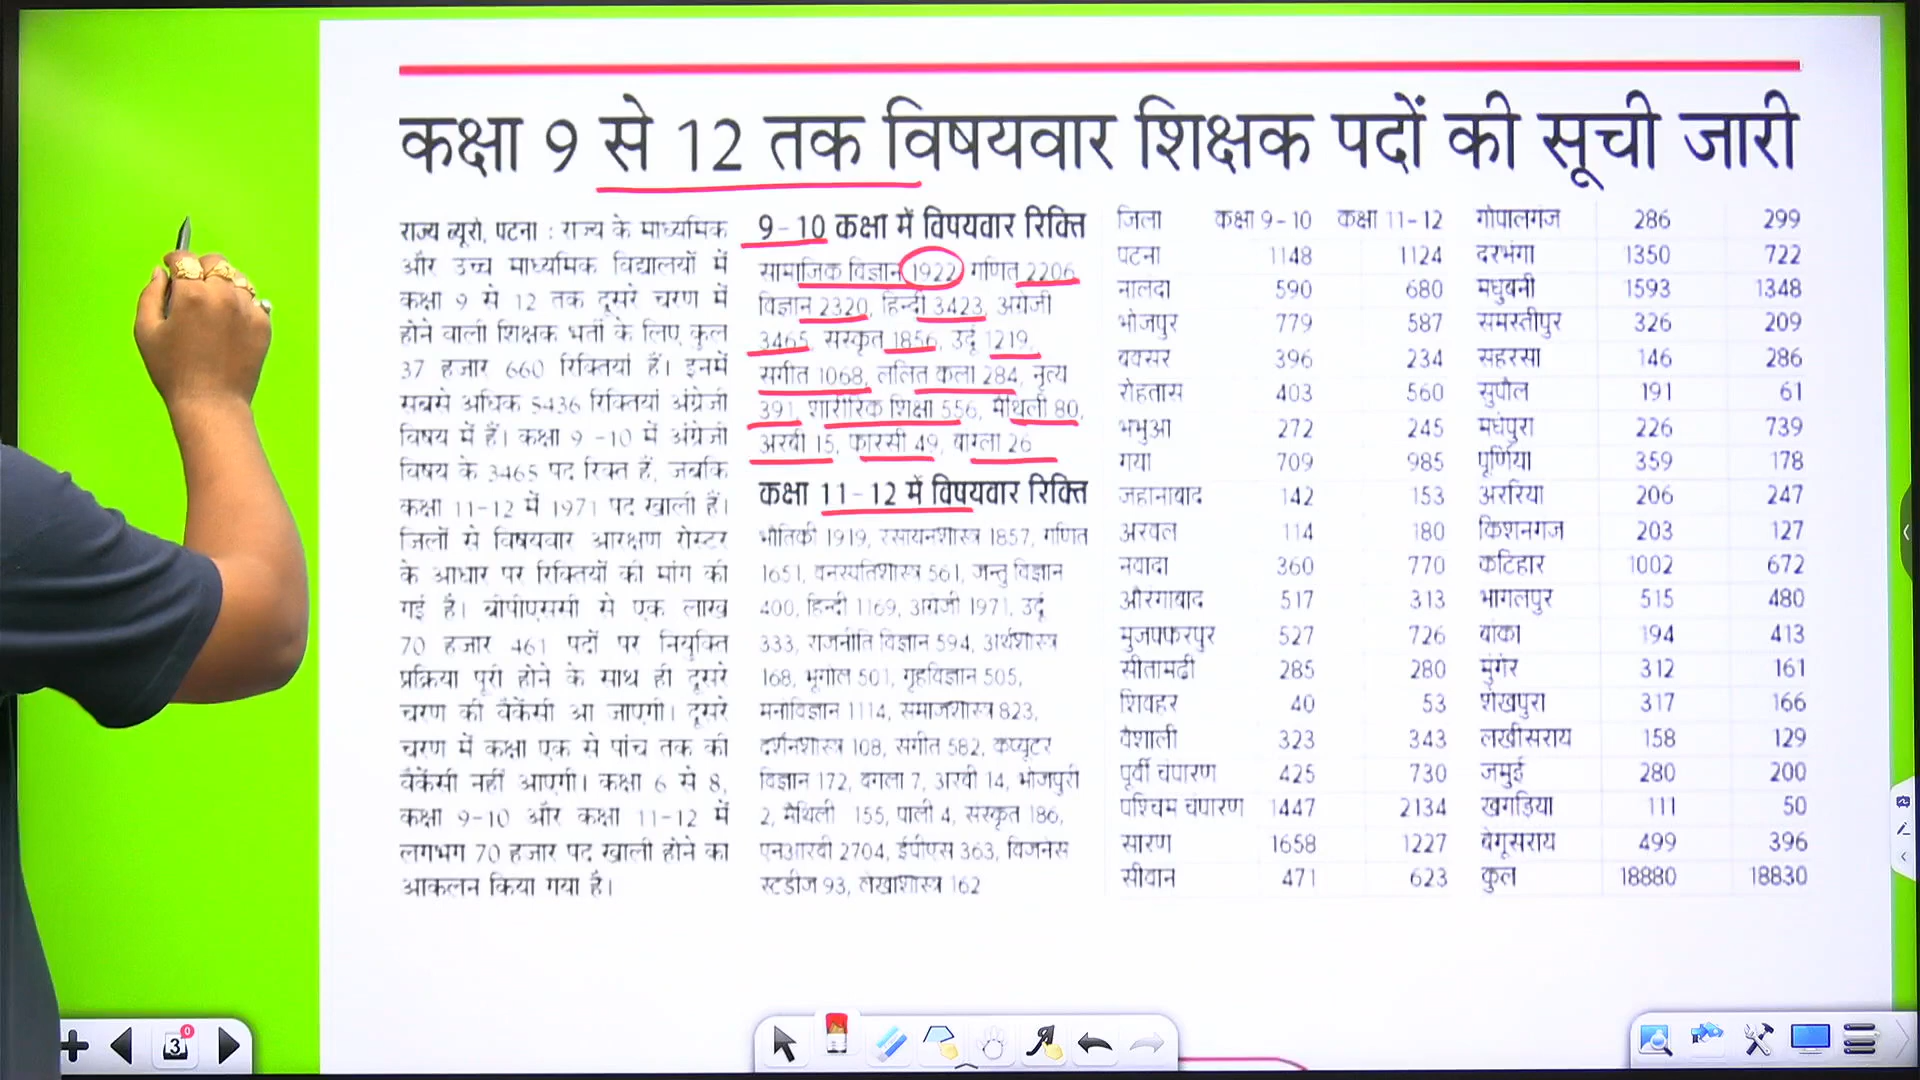 कक्षा 9 से 12 तक विषयवार शिक्षक पदों की सूची जारी
राज्य ब्यूरो, पटना : राज्य के माध्यमिक
और उच्च माध्यमिक विद्यालयों में
कक्षा 9 से 12 तक दूसरे चरण में
होने वाली शिक्षक भर्ती के लिए कुल
37 हजार 660 रिक्तियां हैं। इनमें
सबसे अधिक 5436 रिक्तियां अंग्रेजी
विषय में हैं। कक्षा 9 -10 में अंग्रेजी
विषय के 3465 पद रिक्त हैं, जबकि
कक्षा 11-12 में 1971 पद खाली हैं।
जिलों से विषयवार आरक्षण रोस्टर
के आधार पर रिक्तियों की मांग की
गई है। बीपीएससी से एक लाख
70 हजार 461 पदों पर नियुक्ति
प्रक्रिया पूरी होने के साथ ही दूसरे
चरण की वैकेंसी आ जाएगी। दूसरे
चरण में कक्षा एक से पांच तक की
वैकेंसी नहीं आएगी। कक्षा 6 से 8,
कक्षा 9-10 और कक्षा 11-12 में
लगभग 70 हजार पद खाली होने का
आकलन किया गया है।
9-10 कक्षा में विषयवार रिक्ति
सामाजिक विज्ञान 1922 गणित 2206
विज्ञान 2320, हिन्दी 3423, अंग्रेजी
3465, संस्कृत 1856, उर्दू 1219,
संगीत 1068, ललित कला 284, नृत्य
391, शारीरिक शिक्षा 556, मैथिली 80,
अरबी 15, फारसी 49, बांग्ला 26
कक्षा 11-12 में विषयवार रिक्ति
भौतिकी 1919, रसायनशास्त्र 1857, गणित
1651, वनस्पतिशास्त्र 561, जन्तु विज्ञान
400, हिन्दी 1169, अंग्रेजी 1971, उर्दू
333, राजनीति विज्ञान 594, अर्थशास्त्र
168, भूगोल 501, गृहविज्ञान 505,
मनोविज्ञान 1114, समाजशास्त्र 823,
दर्शनशास्त्र 108, संगीत 582, कंप्यूटर
विज्ञान 172, बंगला 7, अरबी 14, भोजपुरी
2, मैथिली 155, पाली 4, संस्कृत 186,
एनआरबी 2704, ईपीएस 363, बिजनेस
स्टडीज 93, लेखाशास्त्र 162
जिला कक्षा 9-10 कक्षा 11-12
पटना 1148 1124
नालंदा 590 680
भोजपुर 779 587
बक्सर 396 234
रोहतास 403 560
भभुआ 272 245
गया 709 985
जहानाबाद 142 153
अरवल 114 180
नवादा 360 770
औरंगाबाद 517 313
मुजफ्फरपुर 527 726
सीतामढ़ी 285 280
शिवहर 40 53
वैशाली 323 343
पूर्वी चंपारण 425 730
पश्चिम चंपारण 1447 2134
सारण 1658 1227
सीवान 471 623
गोपालगंज 286 299
दरभंगा 1350 722
मधुबनी 1593 1348
समस्तीपुर 326 209
सहरसा 146 286
सुपौल 191 61
मधेपुरा 226 739
पूर्णिया 359 178
अररिया 206 247
किशनगंज 203 127
कटिहार 1002 672
भागलपुर 515 480
बांका 194 413
मुंगेर 312 161
शेखपुरा 317 166
लखीसराय 158 129
जमुई 280 200
खगड़िया 111 50
बेगूसराय 499 396
कुल 18880 18830
3
0